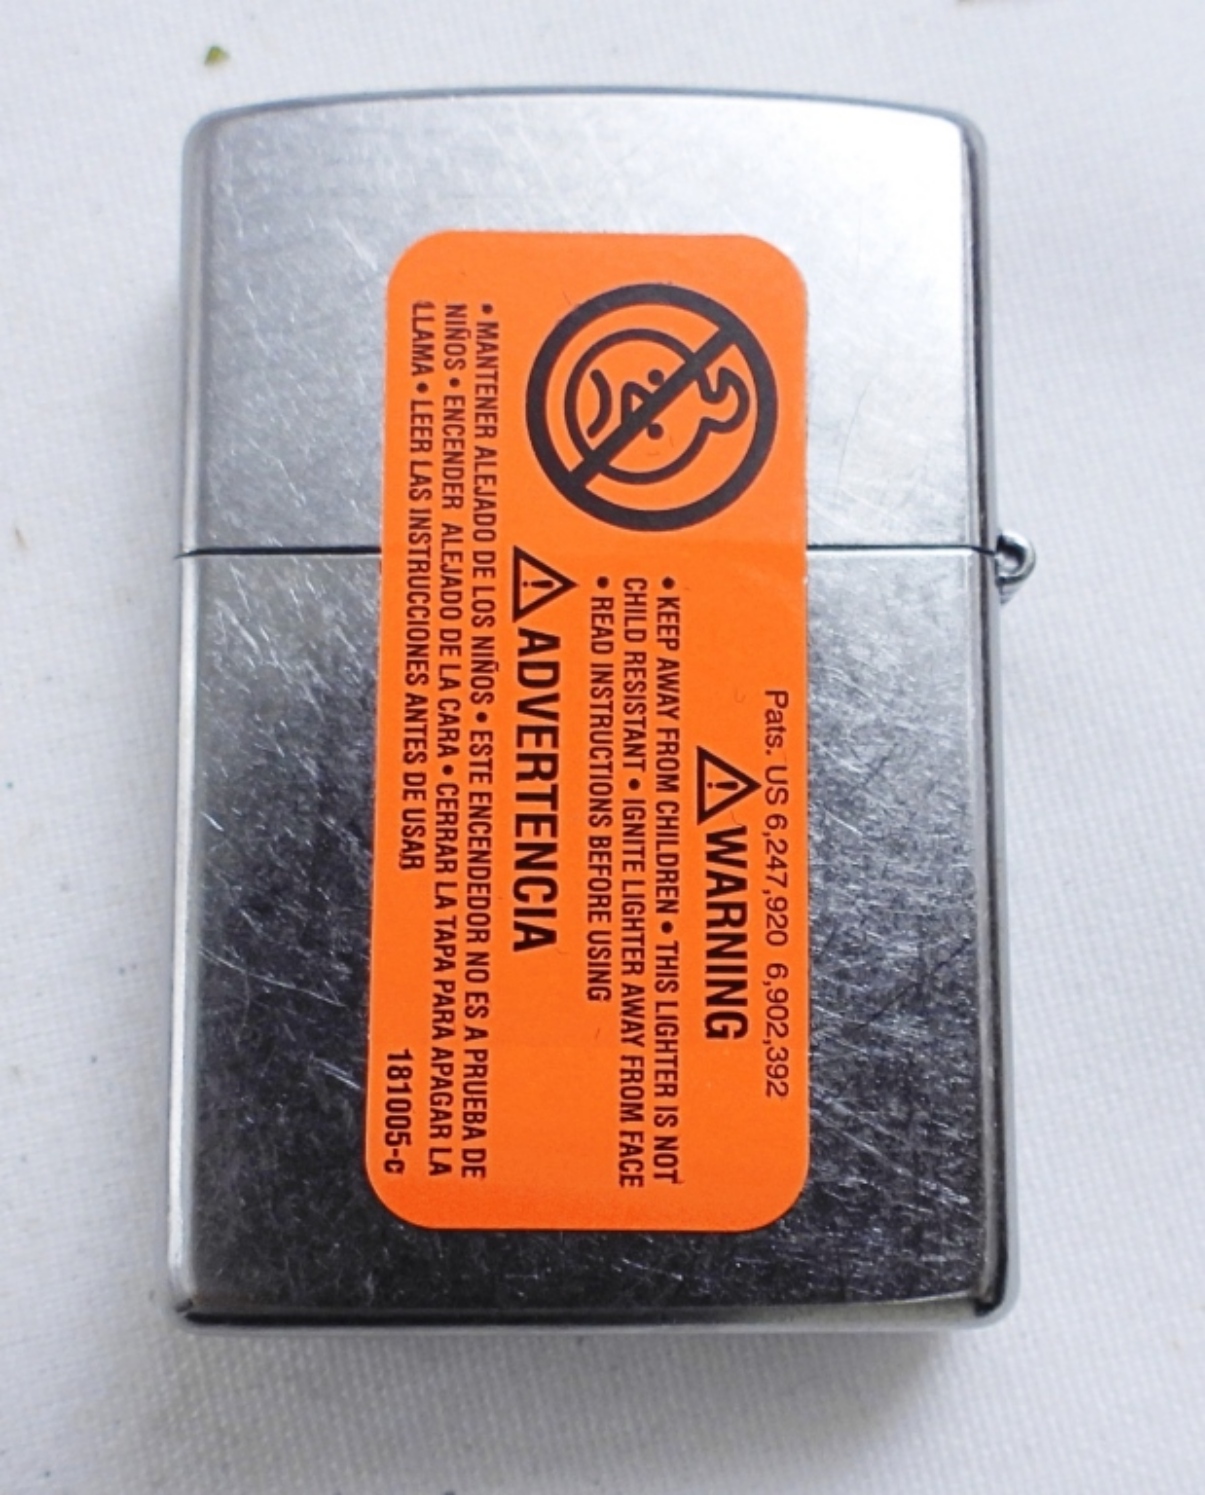 Pats. US 6,247,920  6,902,392
⚠WARNING
• KEEP AWAY FROM CHILDREN • THIS LIGHTER IS NOT
CHILD RESISTANT • IGNITE LIGHTER AWAY FROM FACE
• READ INSTRUCTIONS BEFORE USING
⚠ADVERTENCIA
• MANTENER ALEJADO DE LOS NIÑOS • ESTE ENCENDEDOR NO ES A PRUEBA DE
NIÑOS • ENCENDER ALEJADO DE LA CARA • CERRAR LA TAPA PARA APAGAR LA
LLAMA • LEER LAS INSTRUCCIONES ANTES DE USAR
181005-c